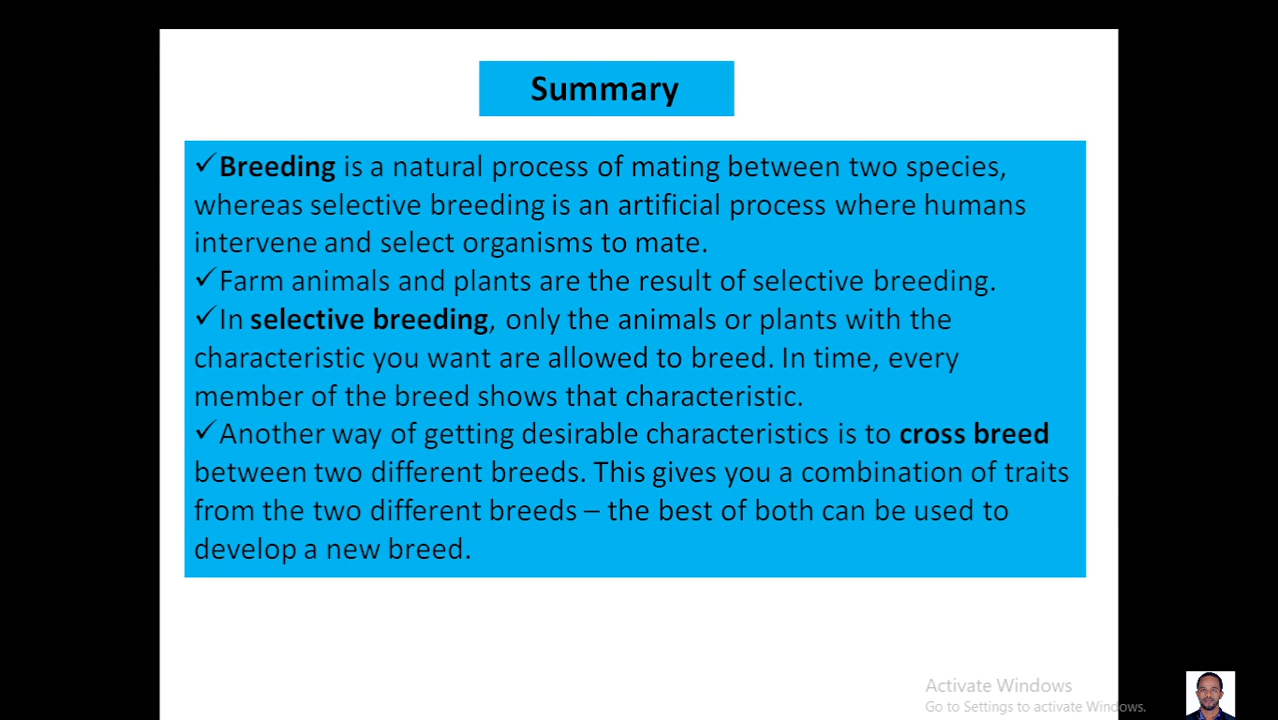 Summary
✓Breeding is a natural process of mating between two species,
whereas selective breeding is an artificial process where humans
intervene and select organisms to mate.
✓Farm animals and plants are the result of selective breeding.
✓In selective breeding, only the animals or plants with the
characteristic you want are allowed to breed. In time, every
member of the breed shows that characteristic.
✓Another way of getting desirable characteristics is to cross breed
between two different breeds. This gives you a combination of traits
from the two different breeds – the best of both can be used to
develop a new breed.
Activate Windows
Go to Settings to activate Windows.